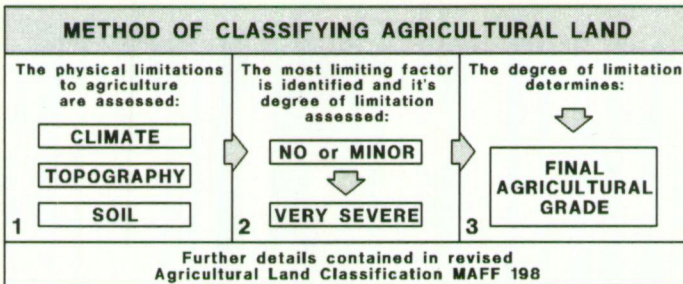 METHOD OF CLASSIFYING AGRICULTURAL LAND
The physical limitations
to agriculture
are assessed:
CLIMATE
TOPOGRAPHY
SOIL
1
The most limiting factor
is identified and it's
degree of limitation
assessed:
NO or MINOR
VERY SEVERE
2
The degree of limitation
determines:
FINAL
AGRICULTURAL
GRADE
3
Further details contained in revised
Agricultural Land Classification MAFF 198